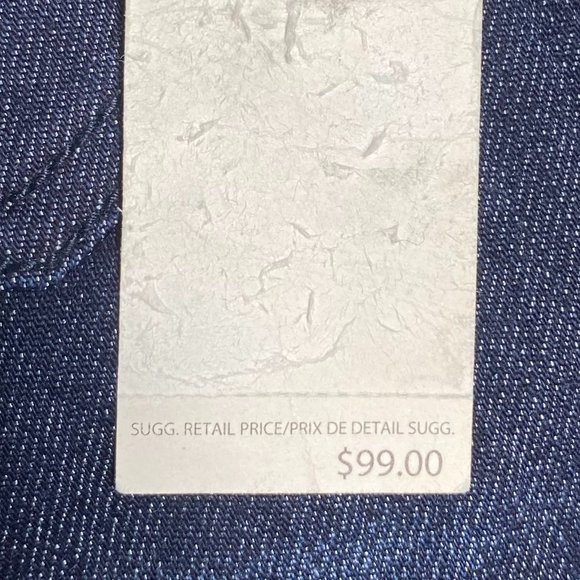 SUGG. RETAIL PRICE/PRIX DE DETAIL SUGG.
$99.00